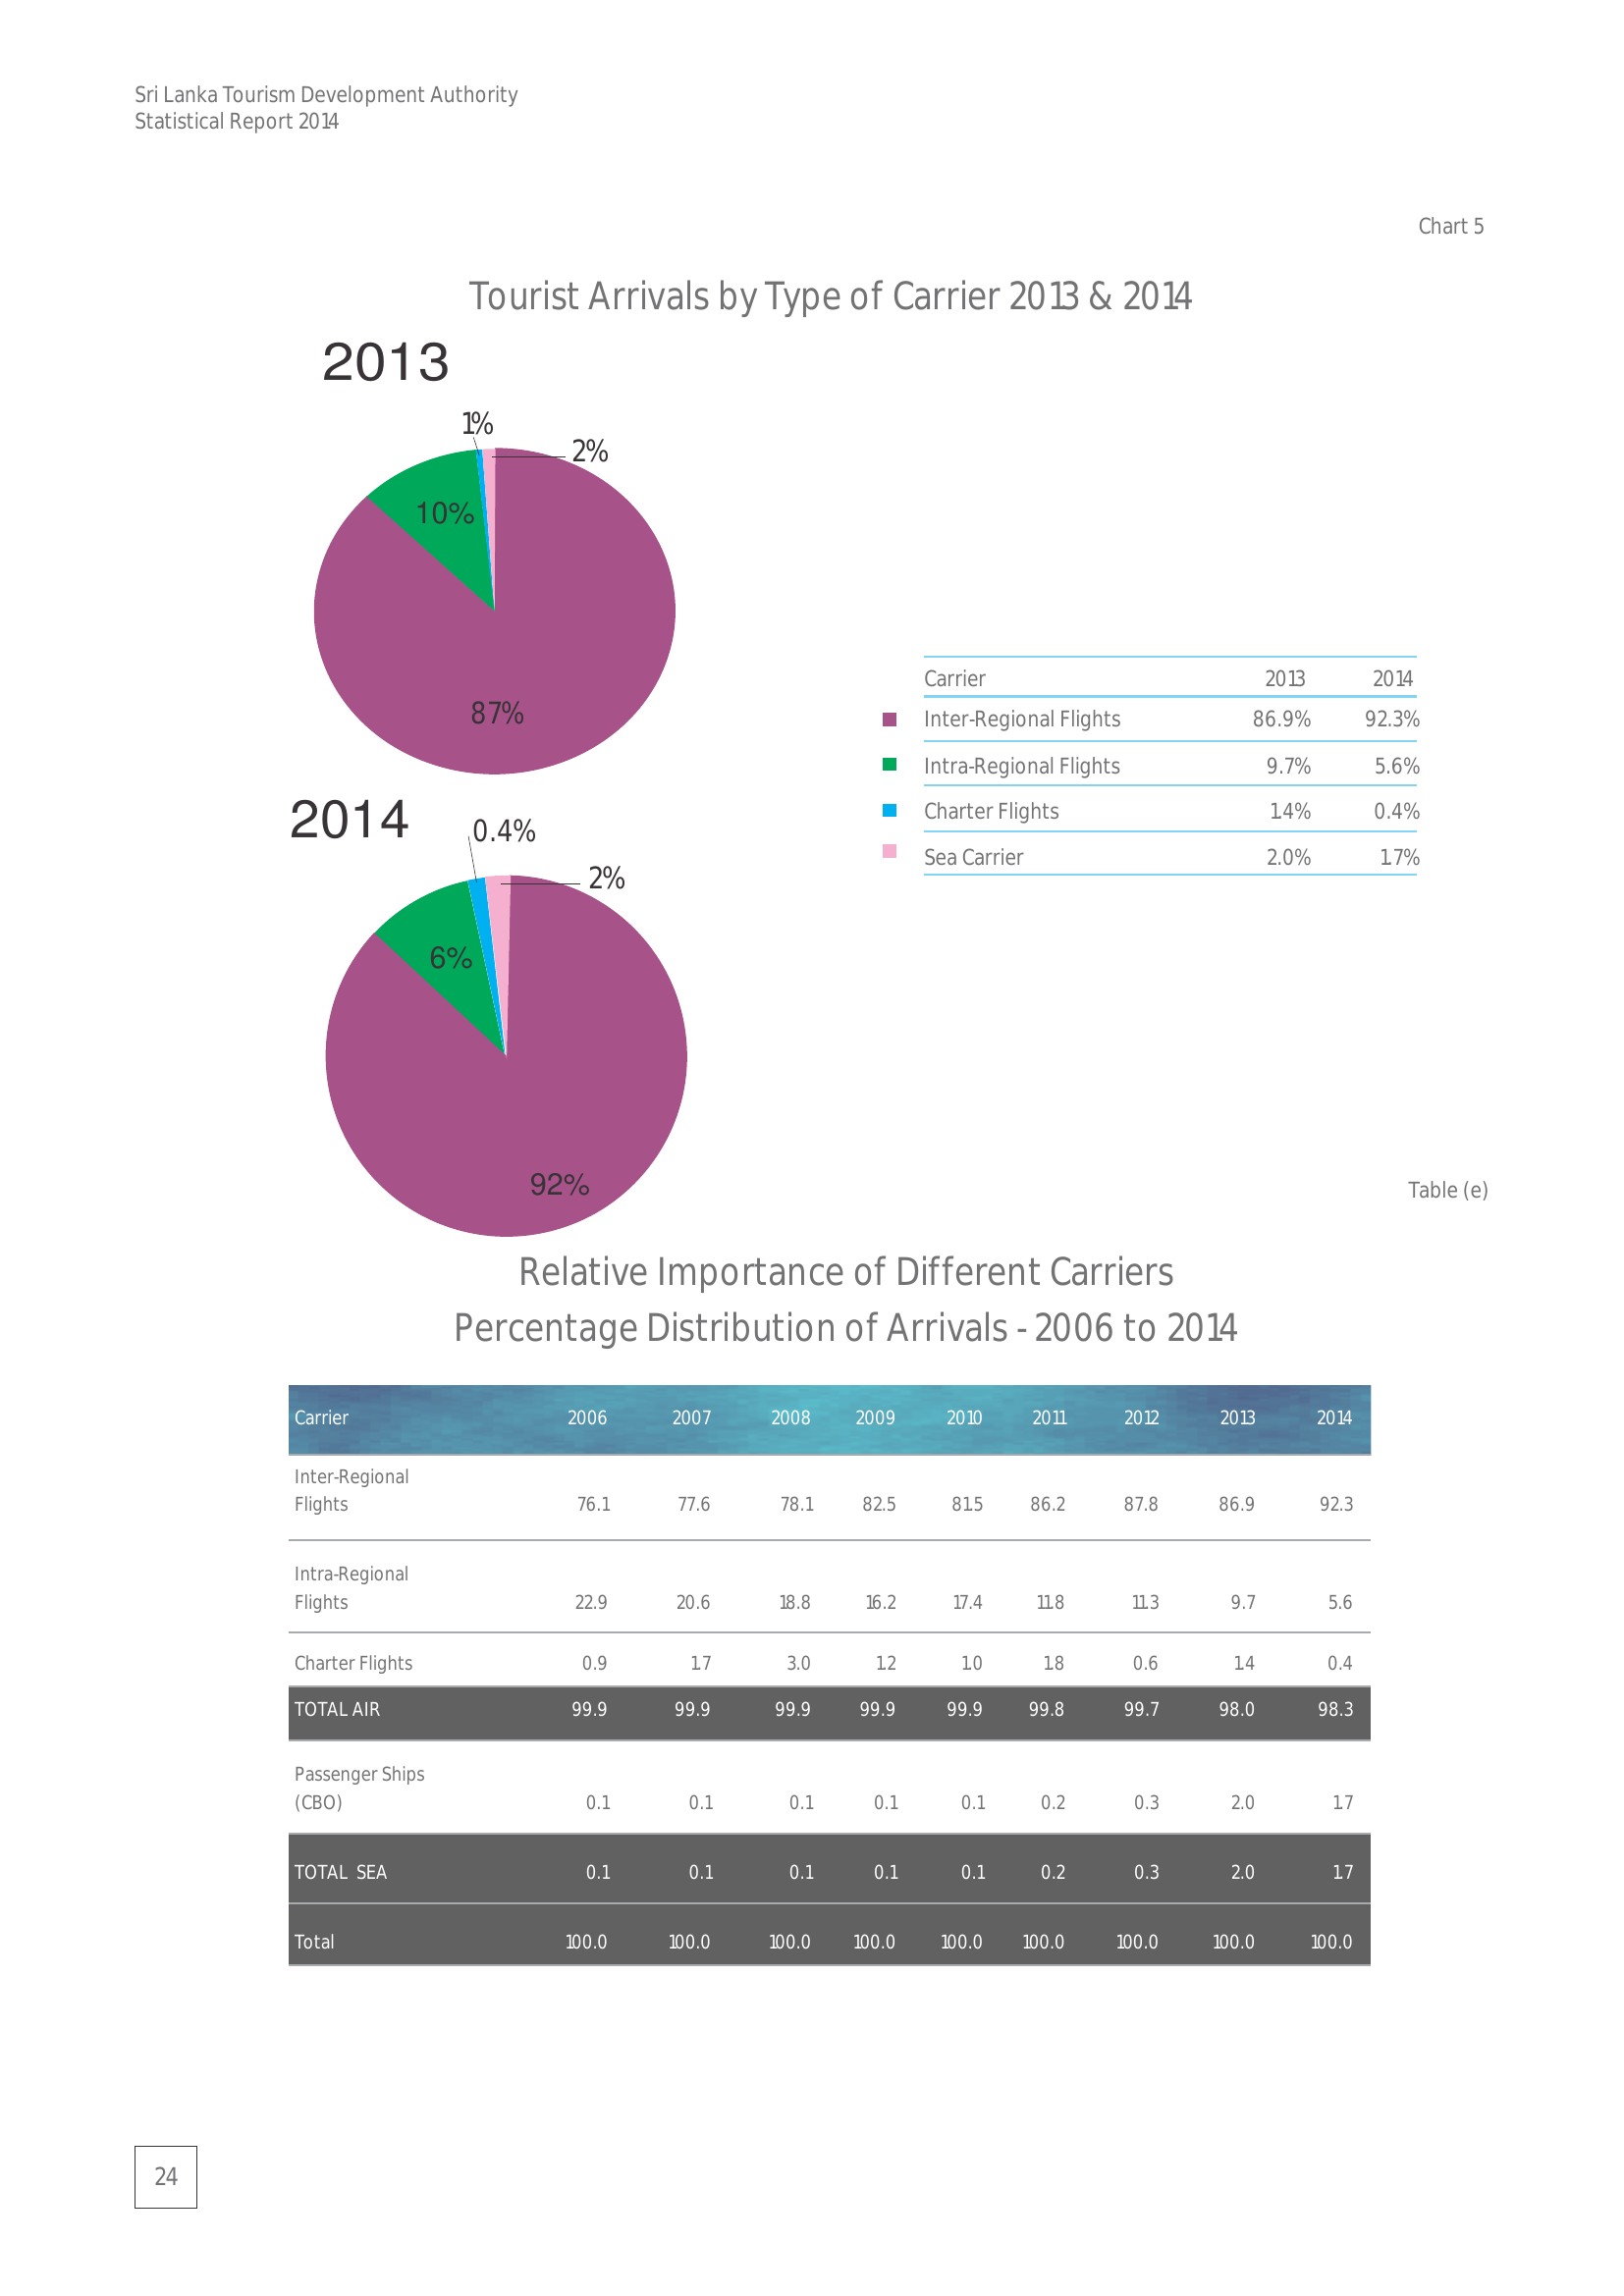 Sri Lanka Tourism Development Authority
Statistical Report 2014
Chart 5
Tourist Arrivals by Type of Carrier 2013 & 2014
2013
1%
2%
10%
87%
Carrier 2013 2014
Inter-Regional Flights 86.9% 92.3%
Intra-Regional Flights 9.7% 5.6%
Charter Flights 1.4% 0.4%
Sea Carrier 2.0% 1.7%
2014
0.4%
2%
6%
92%
Table (e)
Relative Importance of Different Carriers
Percentage Distribution of Arrivals - 2006 to 2014
Carrier 2006 2007 2008 2009 2010 2011 2012 2013 2014
Inter-Regional
Flights 76.1 77.6 78.1 82.5 81.5 86.2 87.8 86.9 92.3
Intra-Regional
Flights 22.9 20.6 18.8 16.2 17.4 11.8 11.3 9.7 5.6
Charter Flights 0.9 1.7 3.0 1.2 1.0 1.8 0.6 1.4 0.4
TOTAL AIR 99.9 99.9 99.9 99.9 99.9 99.8 99.7 98.0 98.3
Passenger Ships
(CBO) 0.1 0.1 0.1 0.1 0.1 0.2 0.3 2.0 1.7
TOTAL SEA 0.1 0.1 0.1 0.1 0.1 0.2 0.3 2.0 1.7
Total 100.0 100.0 100.0 100.0 100.0 100.0 100.0 100.0 100.0
24